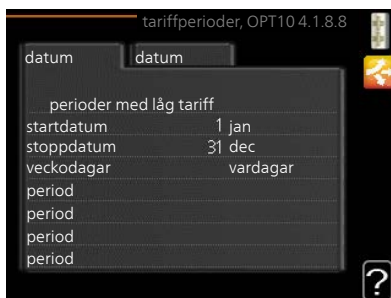 tariffperioder, OPT10 4.1.8.8
datum datum
perioder med låg tariff
startdatum 1 jan
stoppdatum 31 dec
veckodagar vardagar
period
period
period
period
?